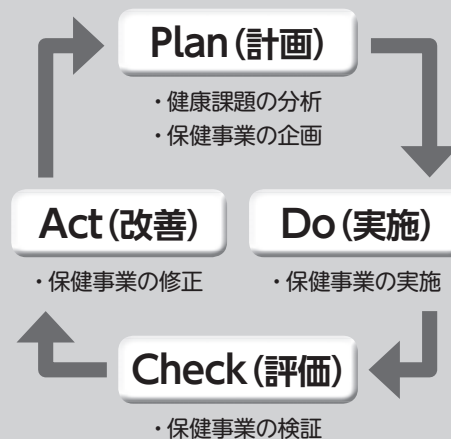 Plan(計画)
・健康課題の分析
・保健事業の企画
Do(実施)
・保健事業の実施
Check(評価)
・保健事業の検証
Act(改善)
・保健事業の修正